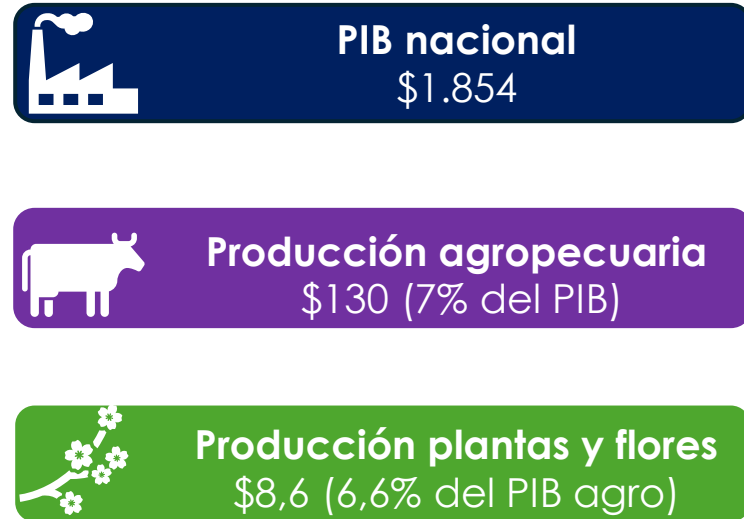 PIB nacional
$1.854
Producción agropecuaria
$130 (7% del PIB)
Producción plantas y flores
$8,6 (6,6% del PIB agro)